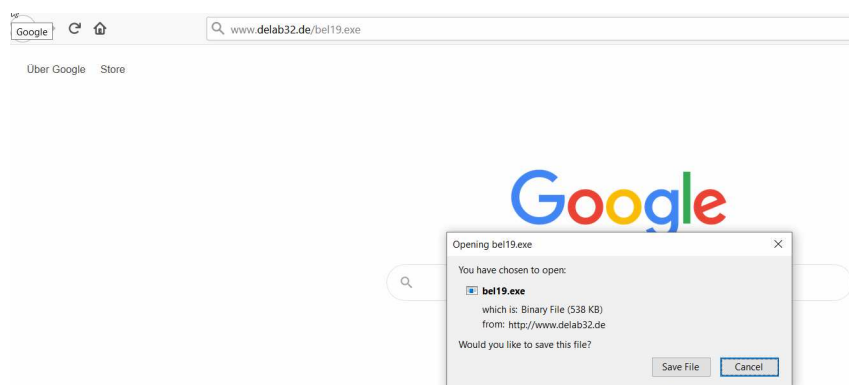 Google
www.delab32.de/bel19.exe
Über Google Store
Google
Opening bel19.exe
You have chosen to open:
bel19.exe
which is: Binary File (538 KB)
from: http://www.delab32.de
Would you like to save this file?
Save File Cancel